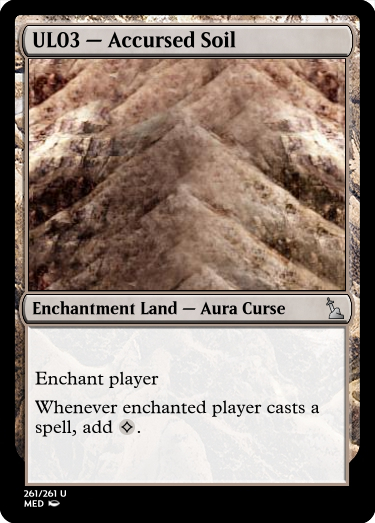 UL03 — Accursed Soil
Enchantment Land — Aura Curse
Enchant player
Whenever enchanted player casts a
spell, add ◇.
261/261 U
MED